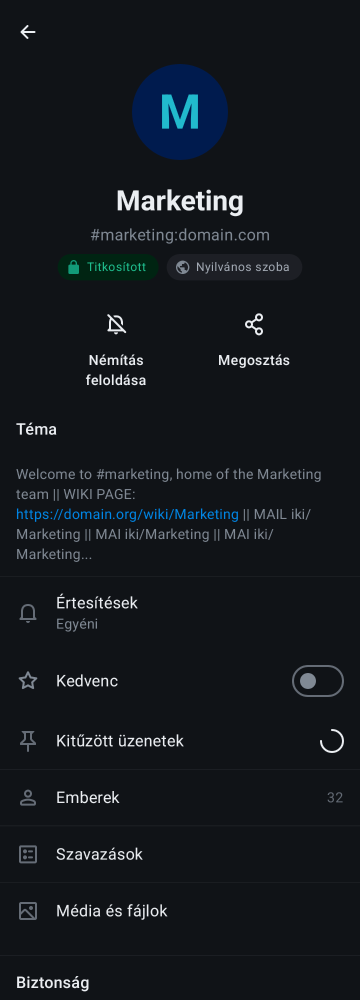 M
Marketing
#marketing:domain.com
Titkosított
Nyilvános szoba
Némítás
feloldása
Megosztás
Téma
Welcome to #marketing, home of the Marketing
team || WIKI PAGE:
https://domain.org/wiki/Marketing || MAIL iki/
Marketing || MAI iki/Marketing || MAI iki/
Marketing...
Értesítések
Egyéni
Kedvenc
Kitűzött üzenetek
Emberek 32
Szavazások
Média és fájlok
Biztonság